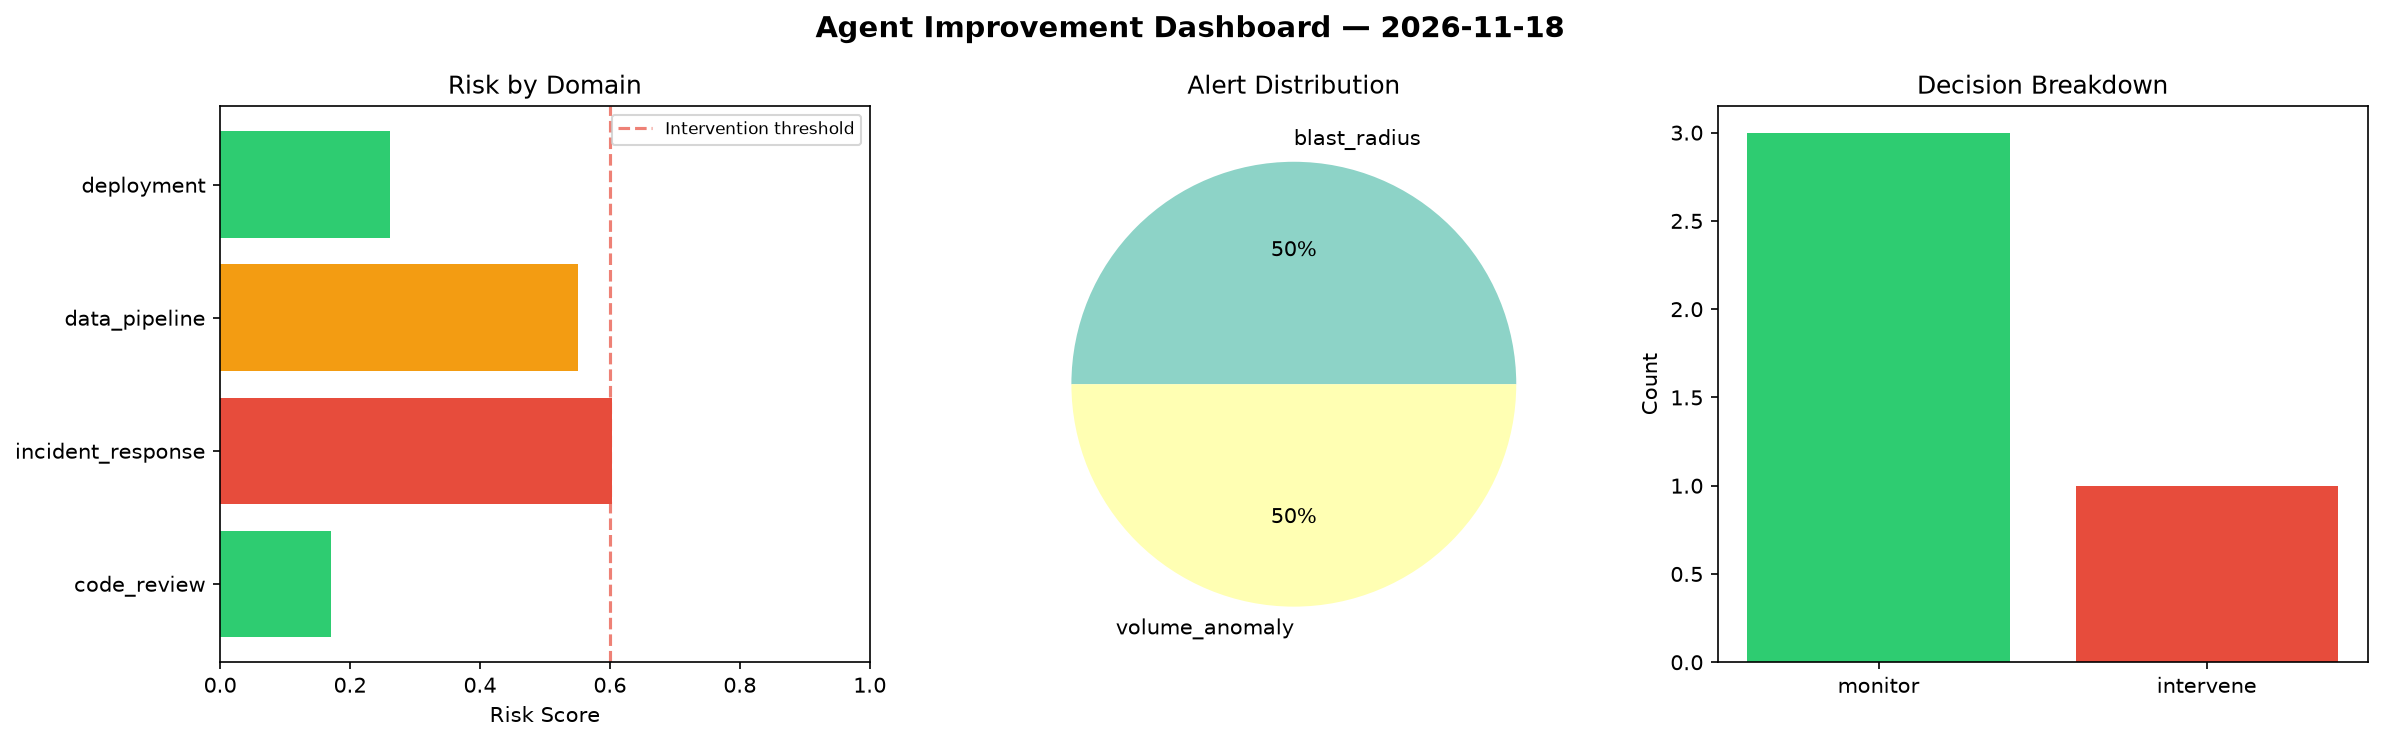 Agent Improvement Dashboard — 2026-11-18
Risk by Domain
Intervention threshold
deployment
data_pipeline
incident_response
code_review
0.0 0.2 0.4 0.6 0.8 1.0
Risk Score
Alert Distribution
blast_radius
50%
50%
volume_anomaly
Decision Breakdown
Count
3.0
2.5
2.0
1.5
1.0
0.5
0.0
monitor intervene